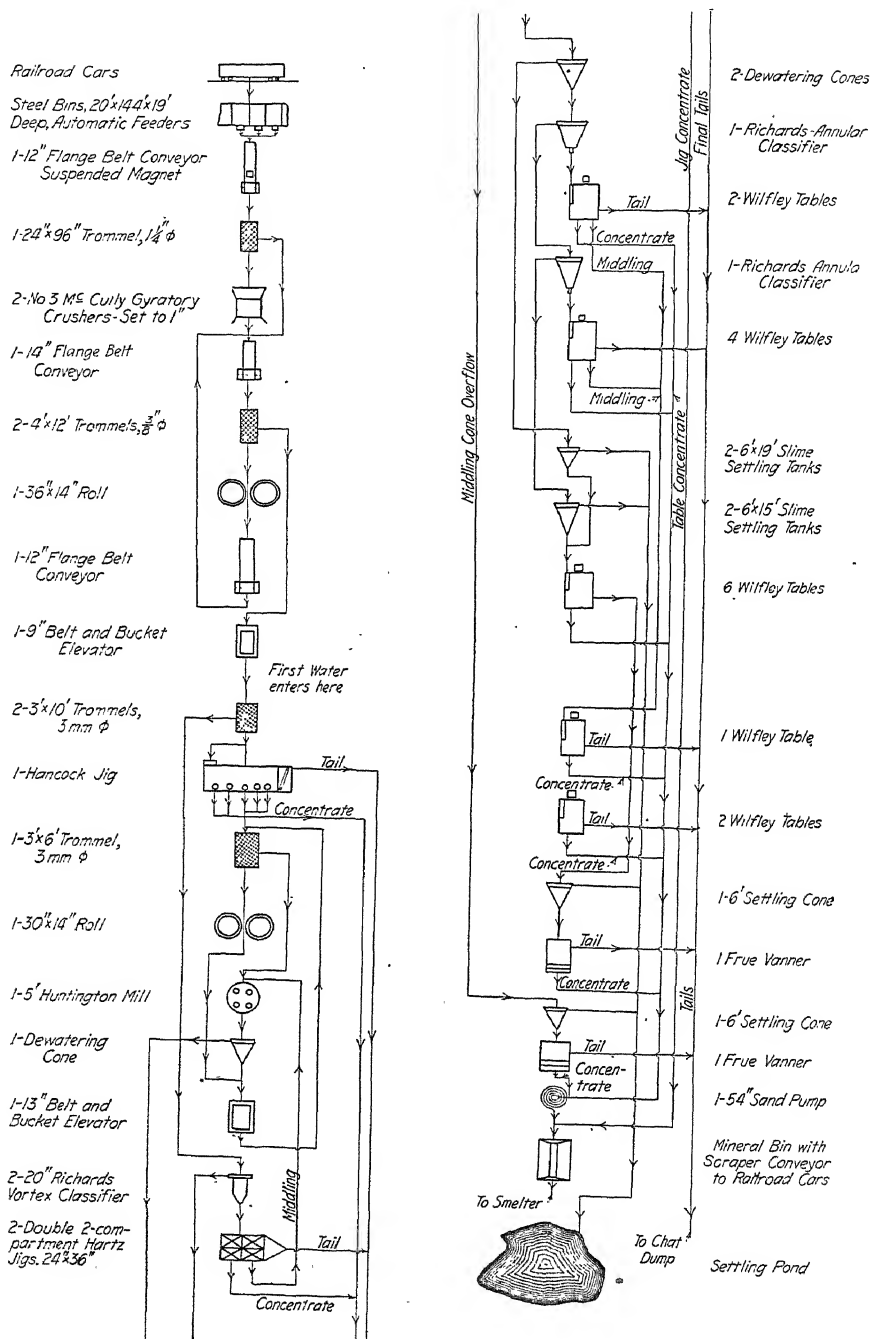 Railroad Cars
Steel Bins, 20'x144'x19'
Deep, Automatic Feeders
1-12" Flange Belt Conveyor
Suspended Magnet
1-24"x96" Trommel, 1¼" φ
2-No 3 Mc Cully Gyratory
Crushers-Set to 1"
1-14" Flange Belt
Conveyor
2-4'x12' Trommels, 3/8" φ
1-36"x14" Roll
1-12" Flange Belt
Conveyor
1-9" Belt and Bucket
Elevator
First Water
enters here
2-3'x10' Trommels,
3mm φ
1-Hancock Jig
Tail
Concentrate
1-3'x6' Trommel,
3mm φ
1-30"x14" Roll
1-5' Huntington Mill
1-Dewatering
Cone
1-13" Belt and
Bucket Elevator
2-20" Richards
Vortex Classifier
Middling
2-Double 2-com-
partment Hartz
Jigs. 24"x36"
Tail
Concentrate
Middling Cone Overflow
Jig Concentrate
Final Tails
2-Dewatering Cones
1-Richards-Annular
Classifier
Tail
2-Wilfley Tables
Concentrate
Middling
1-Richards Annula
Classifier
4 Wilfley Tables
Middling
Table Concentrate
2-6'x19' Slime
Settling Tanks
2-6'x15' Slime
Settling Tanks
6 Wilfley Tables
Tail
1 Wilfley Table
Concentrate
Tail
2 Wilfley Tables
Concentrate
1-6' Settling Cone
Tail
1 Frue Vanner
Concentrate
Tails
1-6' Settling Cone
Tail
1 Frue Vanner
Concen-
trate
1-54" Sand Pump
Mineral Bin with
Scraper Conveyor
to Railroad Cars
To Smelter
To Chat
Dump
Settling Pond